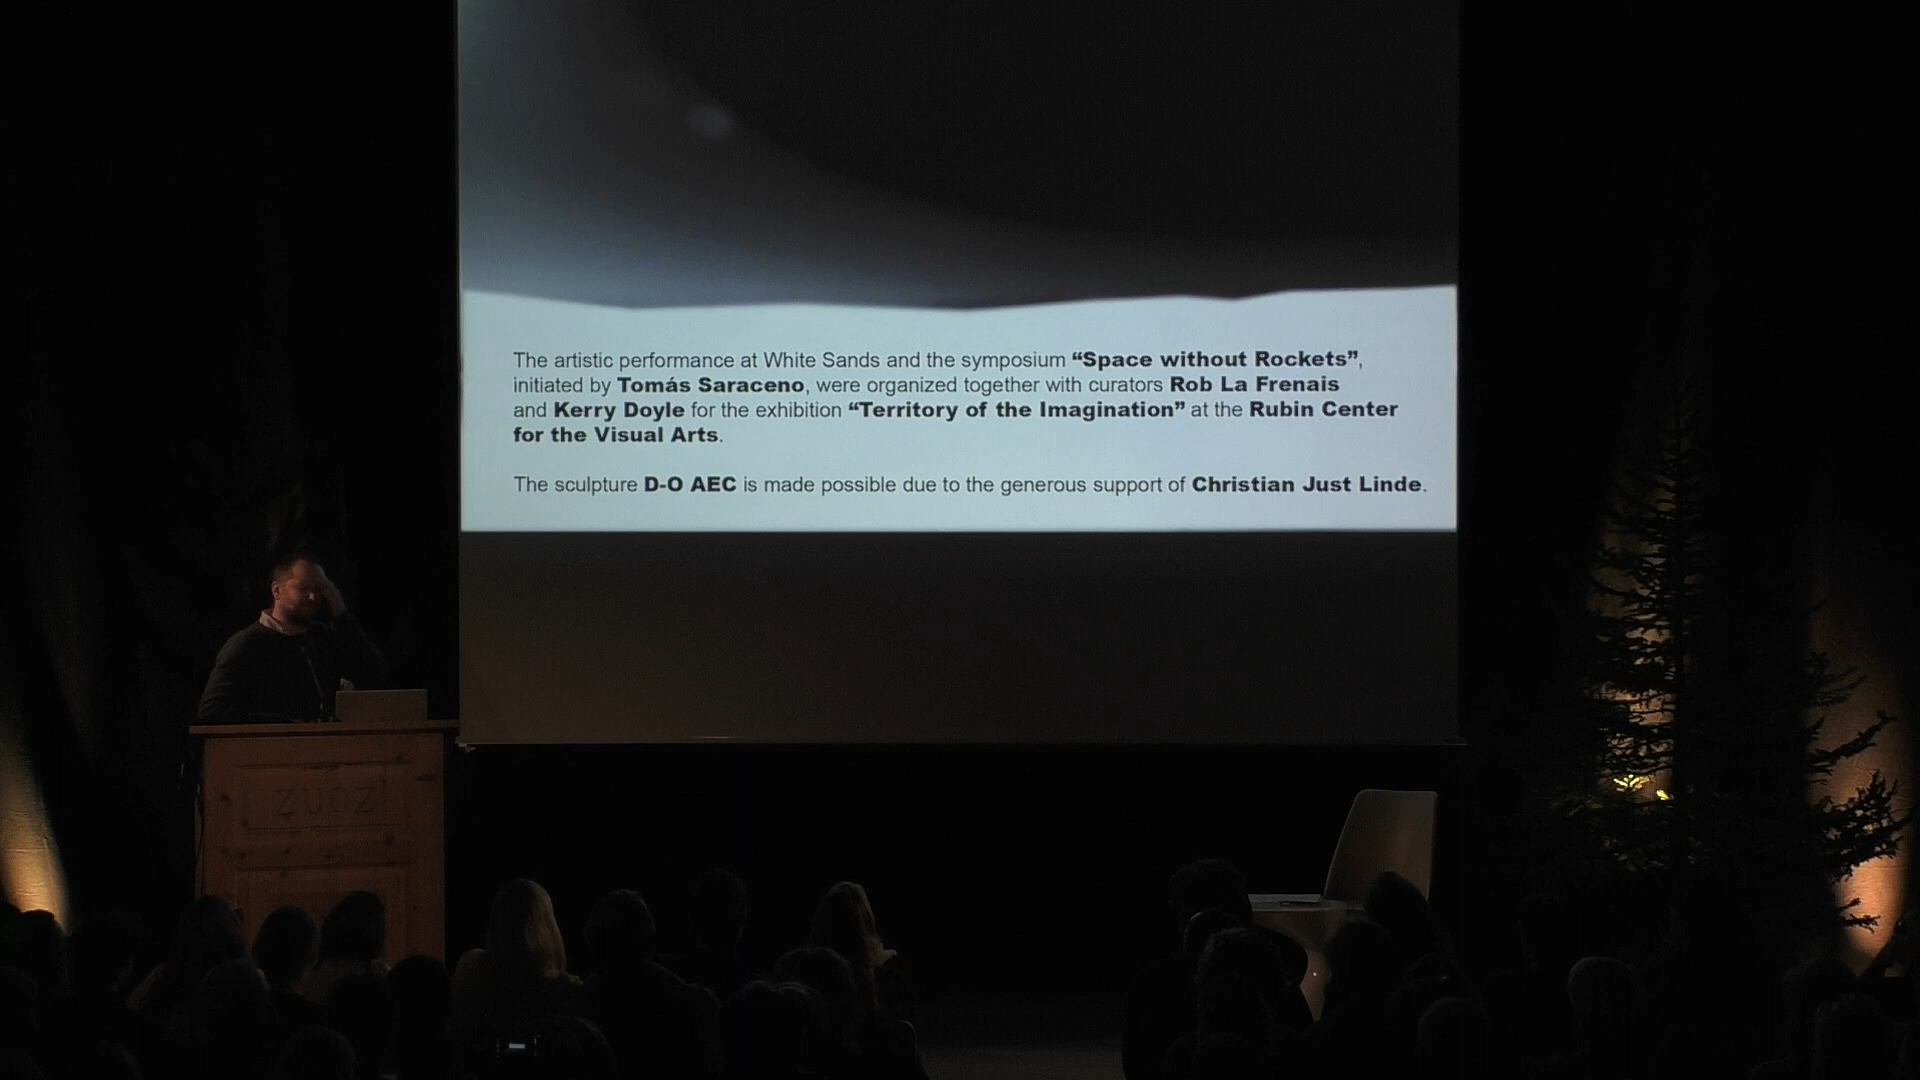 The artistic performance at White Sands and the symposium “Space without Rockets”,
initiated by Tomás Saraceno, were organized together with curators Rob La Frenais
and Kerry Doyle for the exhibition “Territory of the Imagination” at the Rubin Center
for the Visual Arts.
The sculpture D-O AEC is made possible due to the generous support of Christian Just Linde.
ZUOZ